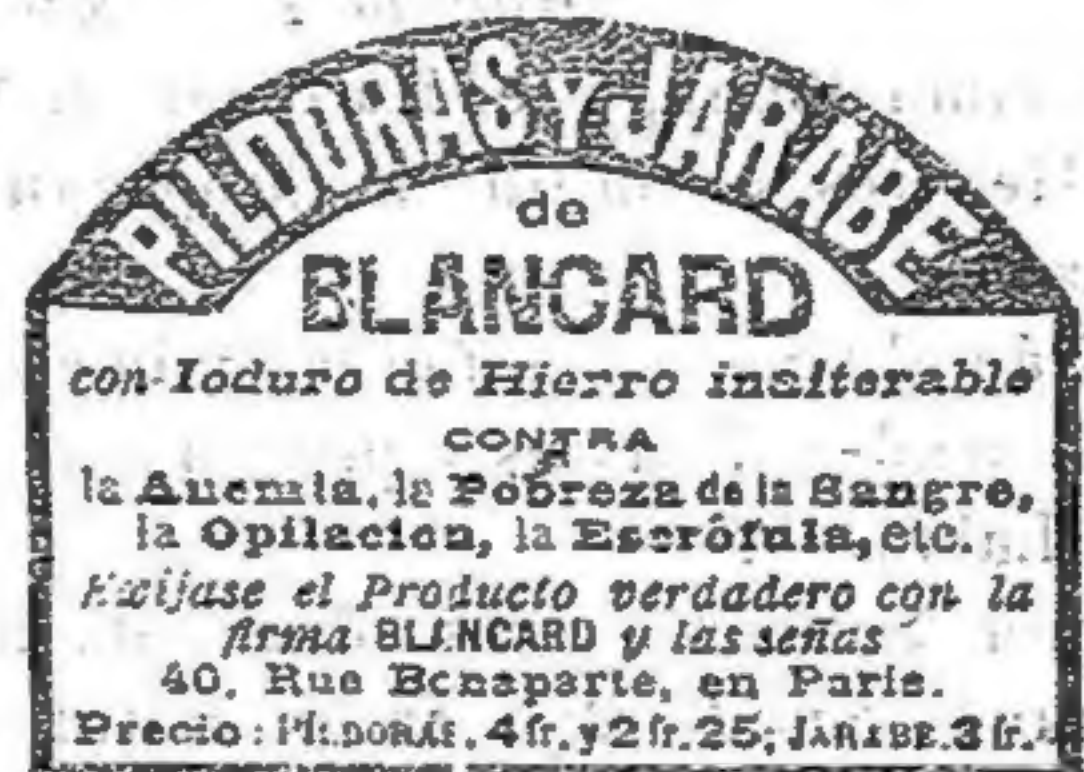 PILDORAS Y JARABE
de
BLANCARD
con Ioduro de Hierro inalterable
CONTRA
la Anemia, la Pobreza de la Sangre,
la Opilacion, la Escrófula, etc.
Exijase el Producto verdadero con la
firma BLANCARD y las señas
40, Rue Bonaparte, en Paris.
Precio: PILDORAS, 4 fr. y 2 fr. 25; JARABE, 3 fr.